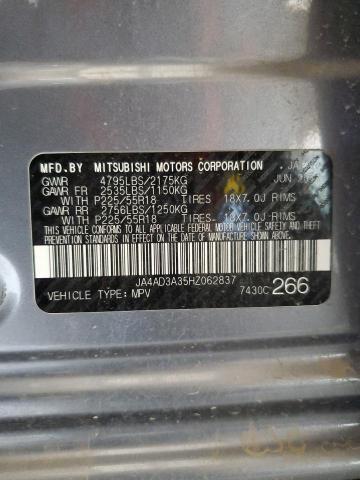 MFD.BY MITSUBISHI MOTORS CORPORATION
GVWR 4795LBS/2175KG JUN
GAWR FR 2535LBS/1150KG
WITH P225/55R18 TIRES 18X7.0J RIMS
GAWR RR 2756LBS/1250KG
WITH P225/55R18 TIRES 18X7.0J RIMS
THIS VEHICLE CONFORMS TO ALL APPLICABLE
FEDERAL MOTOR VEHICLE SAFETY
AND THEFT PREVENTION STANDARDS IN EFFECT
ON THE DATE OF MANUFACTURE SHOWN ABOVE.
JA4AD3A35HZ062837
VEHICLE TYPE: MPV 7430C 266